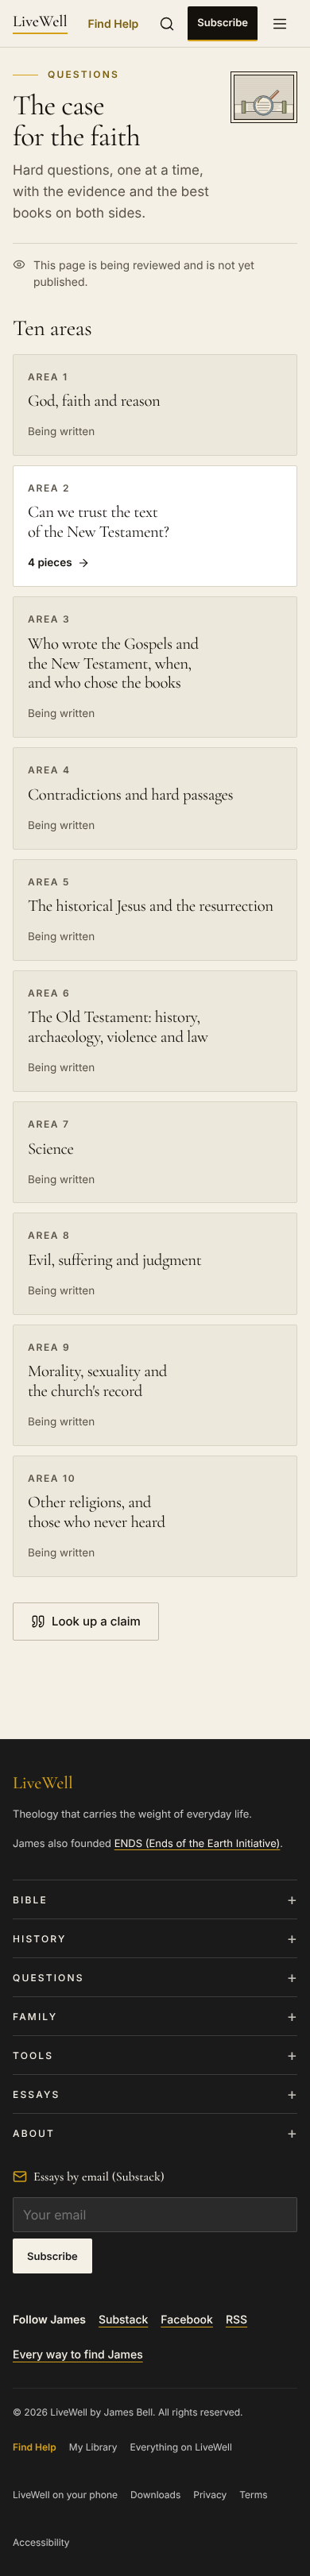 LiveWell
Find Help
Subscribe
QUESTIONS
The case
for the faith
Hard questions, one at a time,
with the evidence and the best
books on both sides.
This page is being reviewed and is not yet
published.
Ten areas
AREA 1
God, faith and reason
Being written
AREA 2
Can we trust the text
of the New Testament?
4 pieces →
AREA 3
Who wrote the Gospels and
the New Testament, when,
and who chose the books
Being written
AREA 4
Contradictions and hard passages
Being written
AREA 5
The historical Jesus and the resurrection
Being written
AREA 6
The Old Testament: history,
archaeology, violence and law
Being written
AREA 7
Science
Being written
AREA 8
Evil, suffering and judgment
Being written
AREA 9
Morality, sexuality and
the church's record
Being written
AREA 10
Other religions, and
those who never heard
Being written
Look up a claim
LiveWell
Theology that carries the weight of everyday life.
James also founded ENDS (Ends of the Earth Initiative).
BIBLE +
HISTORY +
QUESTIONS +
FAMILY +
TOOLS +
ESSAYS +
ABOUT +
Essays by email (Substack)
Your email
Subscribe
Follow James Substack Facebook RSS
Every way to find James
© 2026 LiveWell by James Bell. All rights reserved.
Find Help My Library Everything on LiveWell
LiveWell on your phone Downloads Privacy Terms
Accessibility